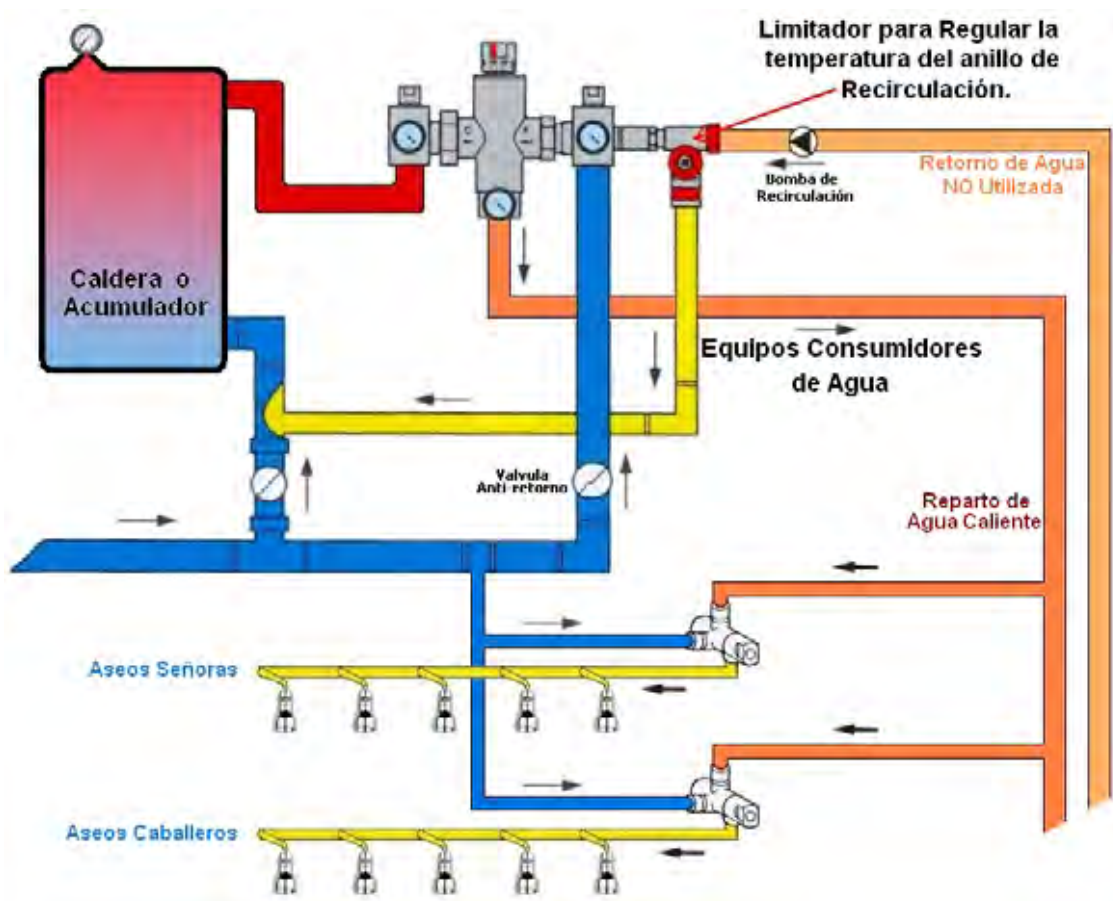 Limitador para Regular la
temperatura del anillo de
Recirculación.
Retorno de Agua
NO Utilizada
Bomba de
Recirculación
Caldera o
Acumulador
Equipos Consumidores
de Agua
Valvula
Anti-retorno
Reparto de
Agua Caliente
Aseos Señoras
Aseos Caballeros